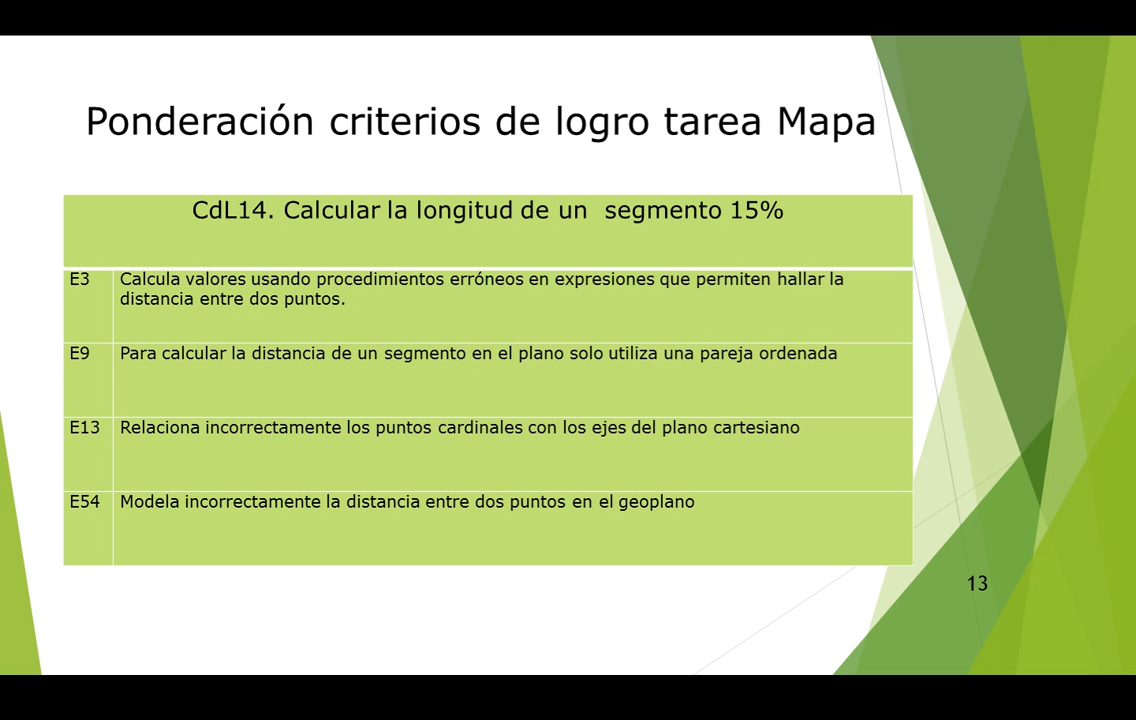 Ponderación criterios de logro tarea Mapa
CdL14. Calcular la longitud de un segmento 15%
E3 Calcula valores usando procedimientos erróneos en expresiones que permiten hallar la
distancia entre dos puntos.
E9 Para calcular la distancia de un segmento en el plano solo utiliza una pareja ordenada
E13 Relaciona incorrectamente los puntos cardinales con los ejes del plano cartesiano
E54 Modela incorrectamente la distancia entre dos puntos en el geoplano
13